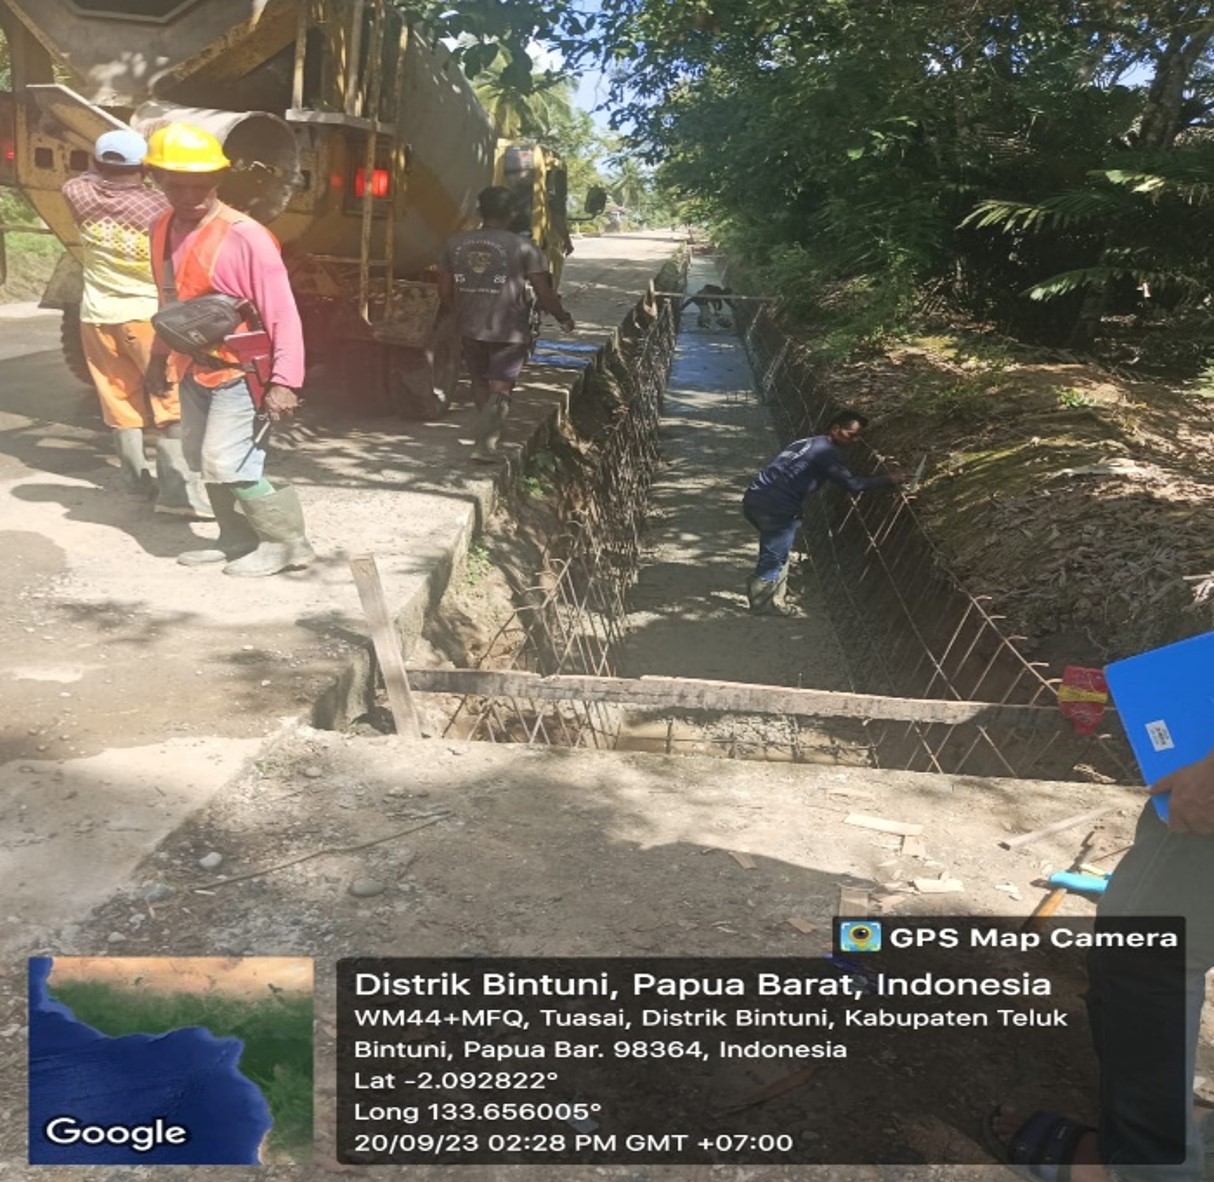 GPS Map Camera
Distrik Bintuni, Papua Barat, Indonesia
WM44+MFQ, Tuasai, Distrik Bintuni, Kabupaten Teluk
Bintuni, Papua Bar. 98364, Indonesia
Lat -2.092822°
Long 133.656005°
20/09/23 02:28 PM GMT +07:00
Google